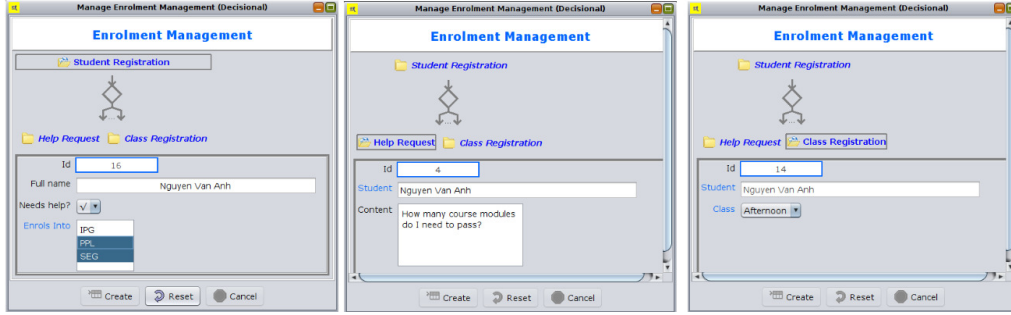 Manage Enrolment Management (Decisional)
Enrolment Management
Student Registration
Help Request Class Registration
Id 16
Full name Nguyen Van Anh
Needs help? √
Enrols Into IPG
PPL
SEG
Create Reset Cancel
Manage Enrolment Management (Decisional)
Enrolment Management
Student Registration
Help Request Class Registration
Id 4
Student Nguyen Van Anh
Content How many course modules
do I need to pass?
Create Reset Cancel
Manage Enrolment Management (Decisional)
Enrolment Management
Student Registration
Help Request Class Registration
Id 14
Student Nguyen Van Anh
Class Afternoon
Create Reset Cancel